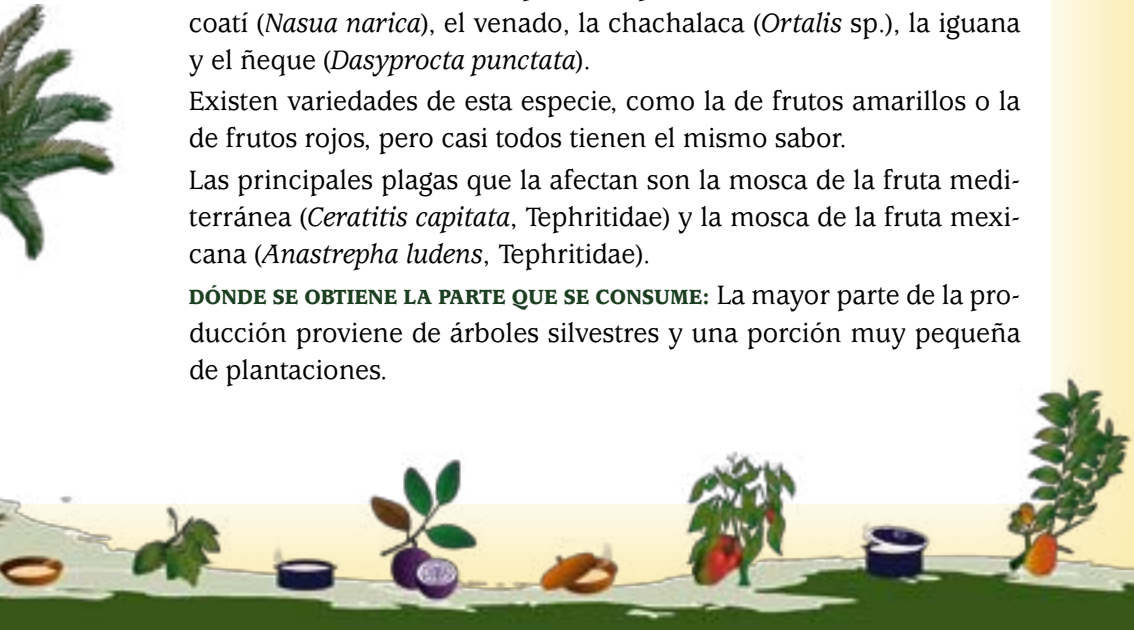 coatí (Nasua narica), el venado, la chachalaca (Ortalis sp.), la iguana
y el ñeque (Dasyprocta punctata).
Existen variedades de esta especie, como la de frutos amarillos o la
de frutos rojos, pero casi todos tienen el mismo sabor.
Las principales plagas que la afectan son la mosca de la fruta medi-
terránea (Ceratitis capitata, Tephritidae) y la mosca de la fruta mexi-
cana (Anastrepha ludens, Tephritidae).
DÓNDE SE OBTIENE LA PARTE QUE SE CONSUME: La mayor parte de la pro-
ducción proviene de árboles silvestres y una porción muy pequeña
de plantaciones.